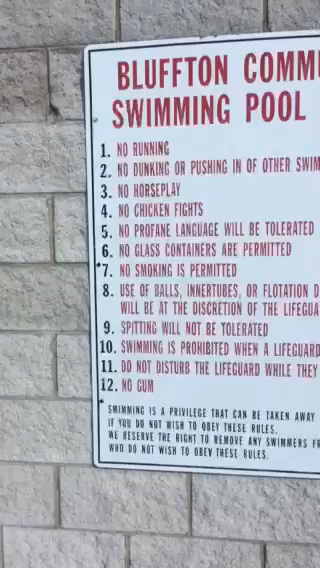 BLUFFTON COMMU
SWIMMING POOL
1. NO RUNNING
2. NO DUNKING OR PUSHING IN OF OTHER SWIM
3. NO HORSEPLAY
4. NO CHICKEN FIGHTS
5. NO PROFANE LANGUAGE WILL BE TOLERATED
6. NO GLASS CONTAINERS ARE PERMITTED
7. NO SMOKING IS PERMITTED
8. USE OF BALLS, INNERTUBES, OR FLOTATION D
WILL BE AT THE DISCRETION OF THE LIFEGUA
9. SPITTING WILL NOT BE TOLERATED
10. SWIMMING IS PROHIBITED WHEN A LIFEGUARD
11. DO NOT DISTURB THE LIFEGUARD WHILE THEY
12. NO GUM
SWIMMING IS A PRIVILEGE THAT CAN BE TAKEN AWAY
IF YOU DO NOT WISH TO OBEY THESE RULES.
WE RESERVE THE RIGHT TO REMOVE ANY SWIMMERS FR
WHO DO NOT WISH TO OBEY THESE RULES.